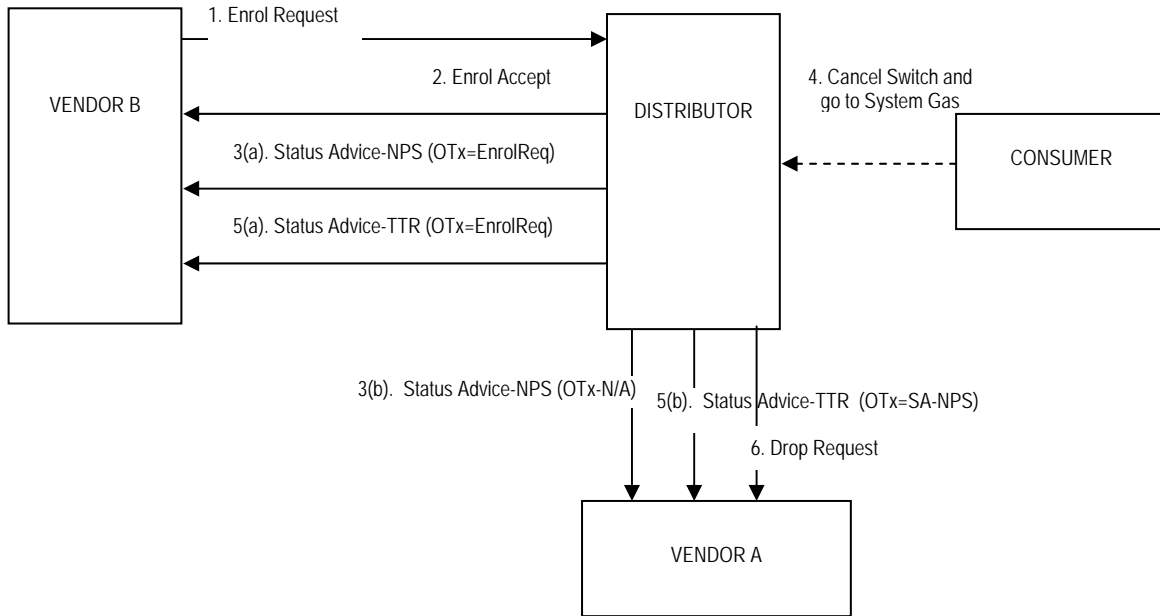 1. Enrol Request
2. Enrol Accept
4. Cancel Switch and
go to System Gas
VENDOR B
DISTRIBUTOR
3(a). Status Advice-NPS (OTx=EnrolReq)
CONSUMER
5(a). Status Advice-TTR (OTx=EnrolReq)
3(b). Status Advice-NPS (OTx-N/A)
5(b). Status Advice-TTR (OTx=SA-NPS)
6. Drop Request
VENDOR A